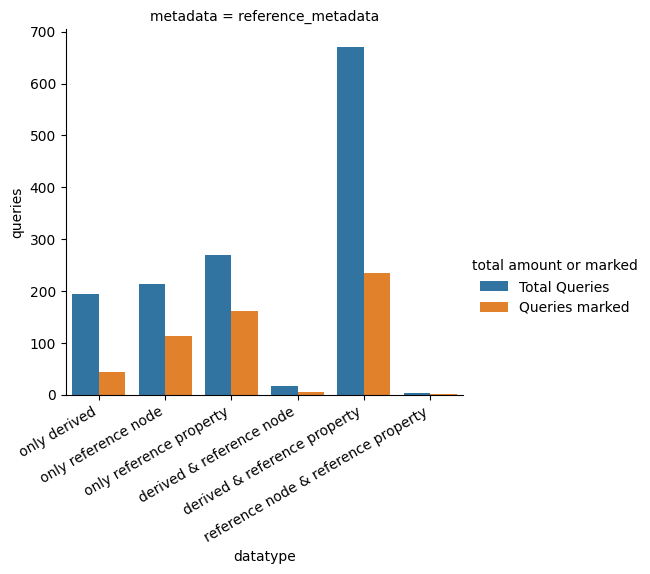 metadata = reference_metadata
700
600
500
400
300
200
100
0
queries
total amount or marked
Total Queries
Queries marked
only derived
only reference node
only reference property
derived & reference node
derived & reference property
reference node & reference property
datatype